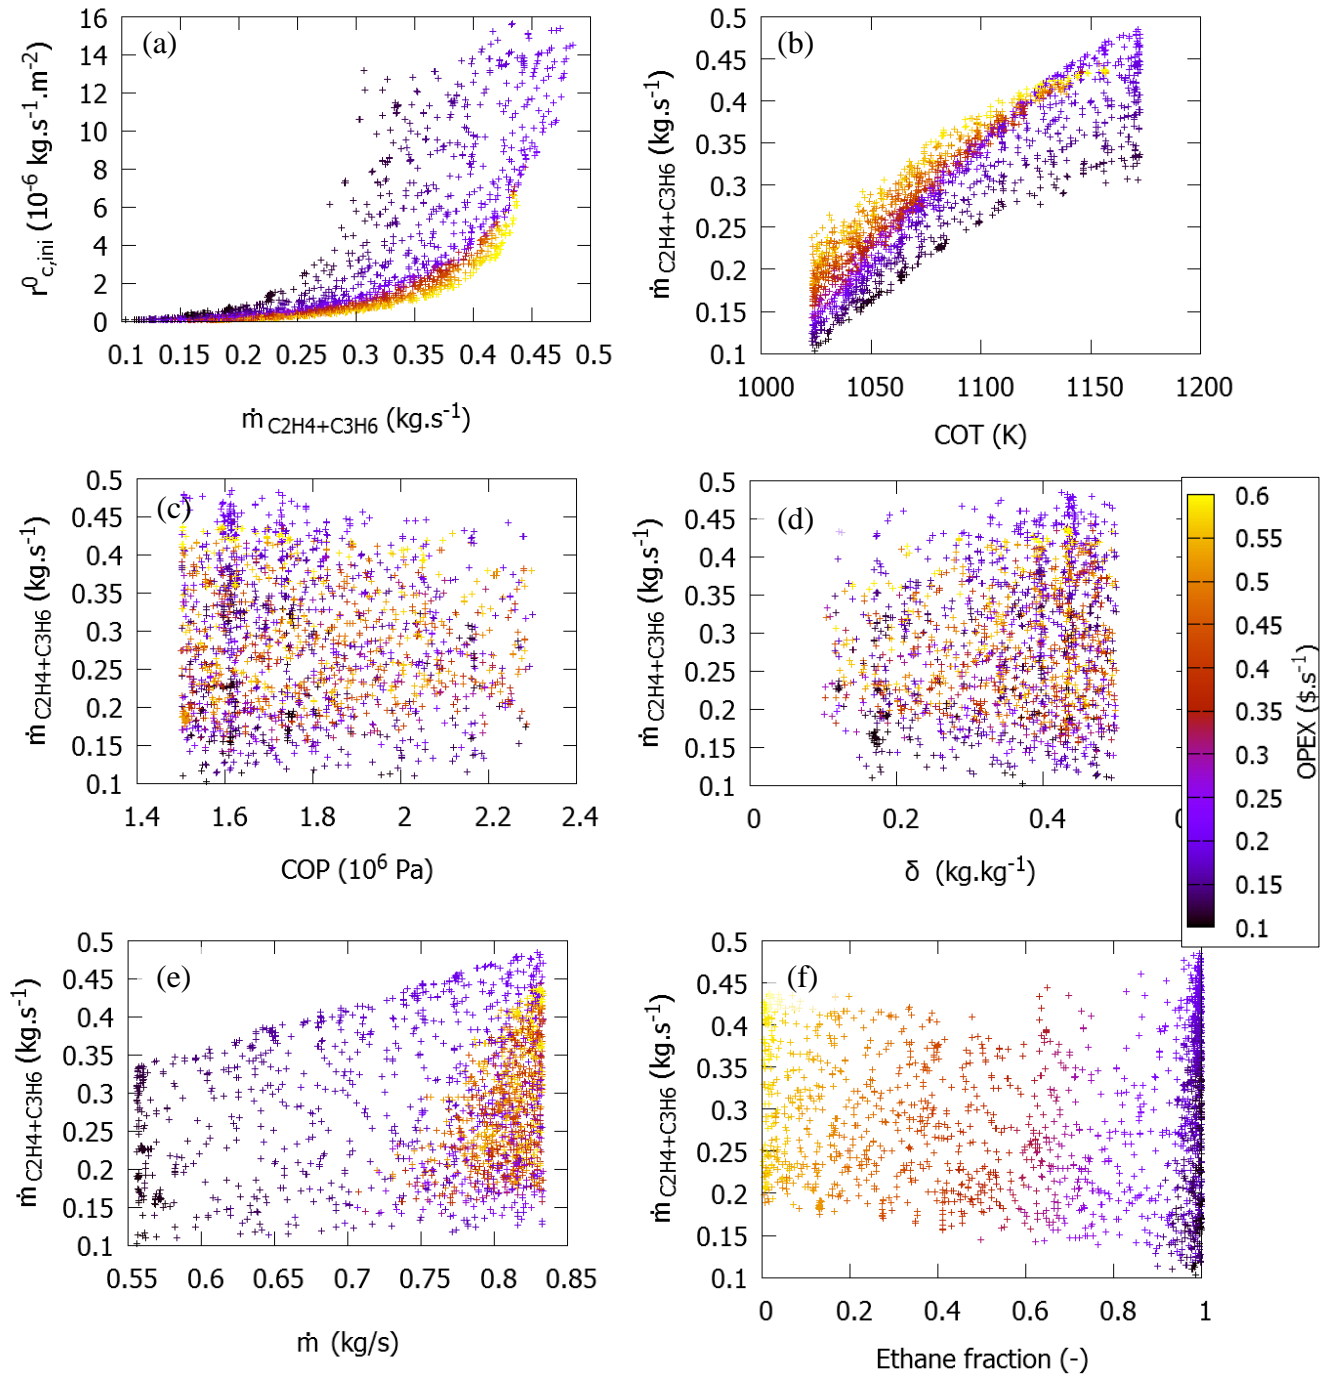 (a)
r⁰c,ini (10⁻⁶ kg.s⁻¹.m⁻²)
16
14
12
10
8
6
4
2
0
0.1 0.15 0.2 0.25 0.3 0.35 0.4 0.45 0.5
ṁ C2H4+C3H6 (kg.s⁻¹)
(b)
ṁ C2H4+C3H6 (kg.s⁻¹)
0.5
0.45
0.4
0.35
0.3
0.25
0.2
0.15
0.1
1000 1050 1100 1150 1200
COT (K)
(c)
ṁ C2H4+C3H6 (kg.s⁻¹)
0.5
0.45
0.4
0.35
0.3
0.25
0.2
0.15
0.1
1.4 1.6 1.8 2 2.2 2.4
COP (10⁶ Pa)
(d)
ṁ C2H4+C3H6 (kg.s⁻¹)
0.5
0.45
0.4
0.35
0.3
0.25
0.2
0.15
0.1
0 0.2 0.4
δ (kg.kg⁻¹)
0.6
0.55
0.5
0.45
0.4
0.35
0.3
0.25
0.2
0.15
0.1
OPEX ($.s⁻¹)
(e)
ṁ C2H4+C3H6 (kg.s⁻¹)
0.5
0.45
0.4
0.35
0.3
0.25
0.2
0.15
0.1
0.55 0.6 0.65 0.7 0.75 0.8 0.85
ṁ (kg/s)
(f)
ṁ C2H4+C3H6 (kg.s⁻¹)
0.5
0.45
0.4
0.35
0.3
0.25
0.2
0.15
0.1
0 0.2 0.4 0.6 0.8 1
Ethane fraction (-)